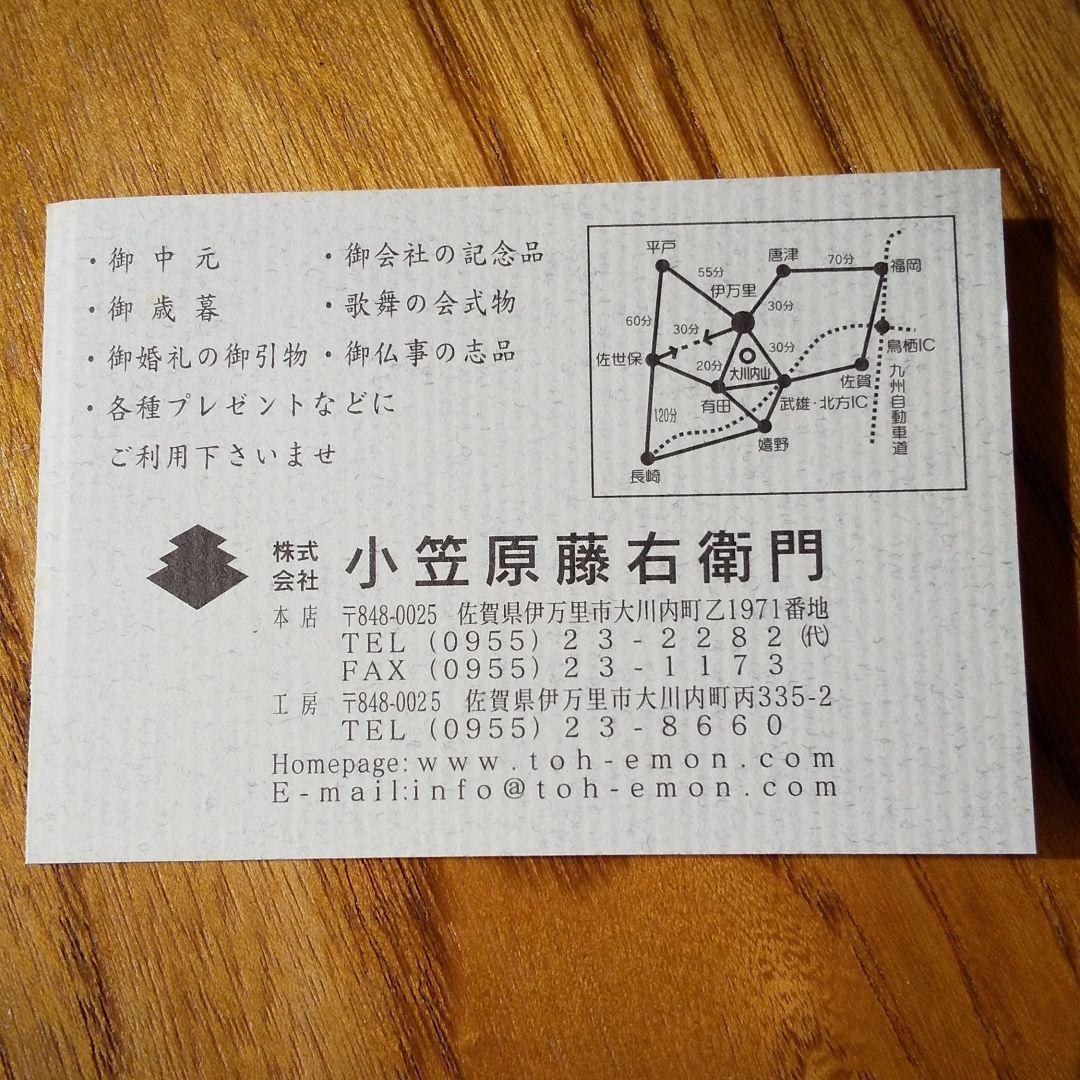 ・御中元
・御会社の記念品
・御歳暮
・歌舞の会式物
・御婚礼の御引物
・御仏事の志品
・各種プレゼントなどに
ご利用下さいませ
平戸
唐津
70分
福岡
55分
伊万里
30分
60分
30分
佐世保
30分
鳥栖IC
20分
大川内山
佐賀
九州自動車道
有田
武雄・北方IC
120分
嬉野
長崎
株式会社 小笠原藤右衛門
本店 〒848-0025 佐賀県伊万里市大川内町乙1971番地
TEL (0955) 23-2282 ㈹
FAX (0955) 23-1173
工房 〒848-0025 佐賀県伊万里市大川内町丙335-2
TEL (0955) 23-8660
Homepage:www.toh-emon.com
E-mail:info@toh-emon.com